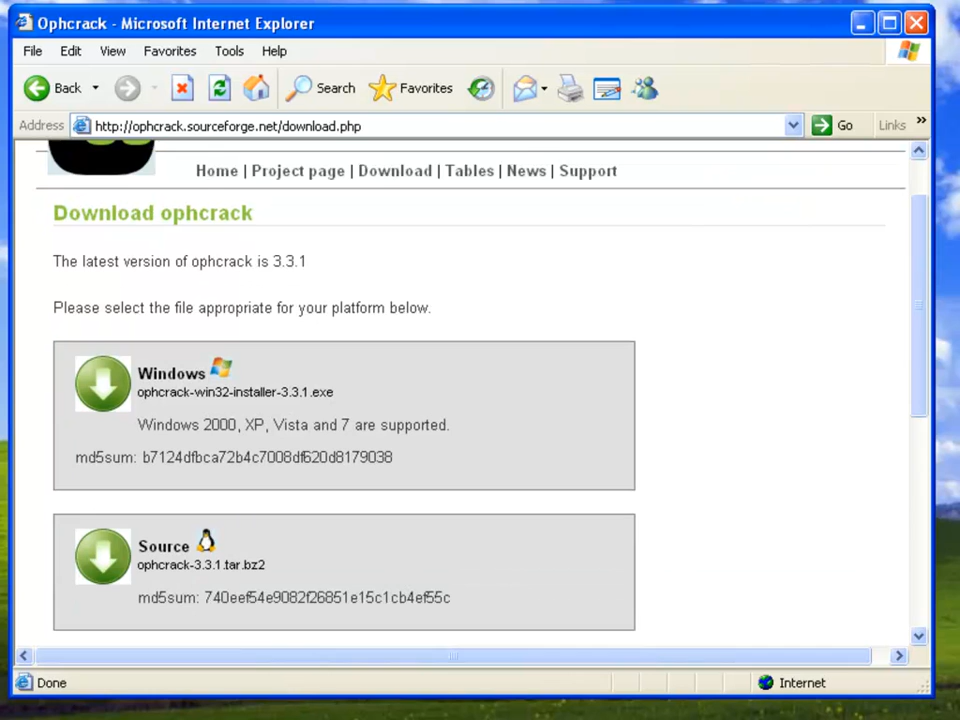 Ophcrack - Microsoft Internet Explorer
File Edit View Favorites Tools Help
Back Search Favorites
Address http://ophcrack.sourceforge.net/download.php Go Links »
Home | Project page | Download | Tables | News | Support
Download ophcrack
The latest version of ophcrack is 3.3.1
Please select the file appropriate for your platform below.
Windows
ophcrack-win32-installer-3.3.1.exe
Windows 2000, XP, Vista and 7 are supported.
md5sum: b7124dfbca72b4c7008df620d8179038
Source
ophcrack-3.3.1.tar.bz2
md5sum: 740eef54e9082f26851e15c1cb4ef55c
Done Internet